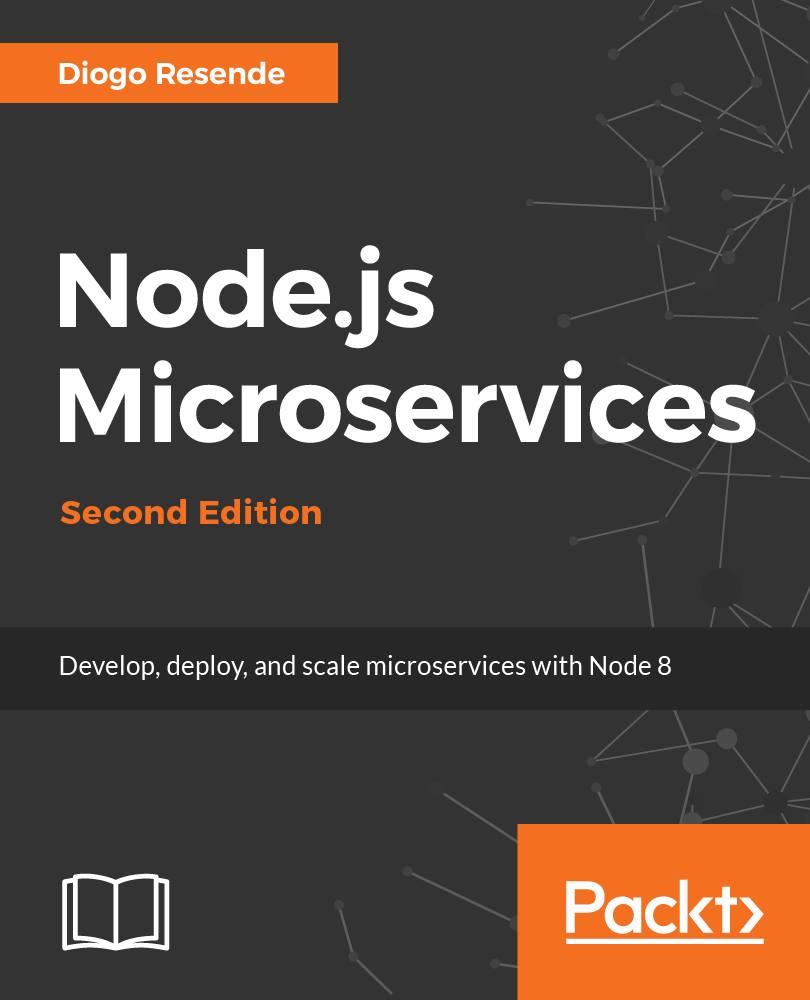 Diogo Resende
Node.js
Microservices
Second Edition
Develop, deploy, and scale microservices with Node 8
Packt>